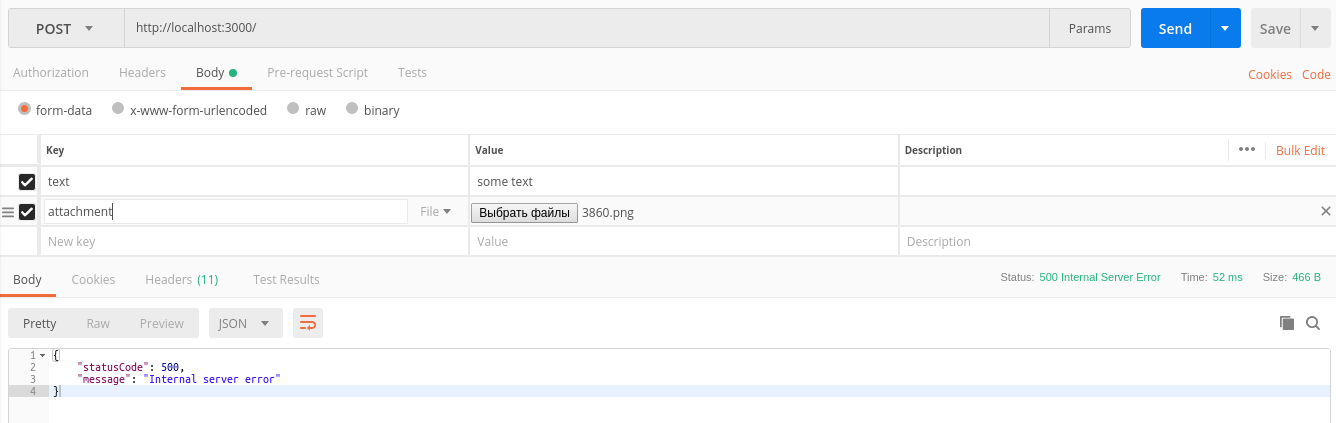 POST http://localhost:3000/ Params Send Save
Authorization Headers Body Pre-request Script Tests Cookies Code
form-data x-www-form-urlencoded raw binary
Key Value Description ••• Bulk Edit
text some text
attachment File Выбрать файлы 3860.png
New key Value Description
Body Cookies Headers (11) Test Results Status: 500 Internal Server Error Time: 52 ms Size: 466 B
Pretty Raw Preview JSON
1 {
2 "statusCode": 500,
3 "message": "Internal server error"
4 }